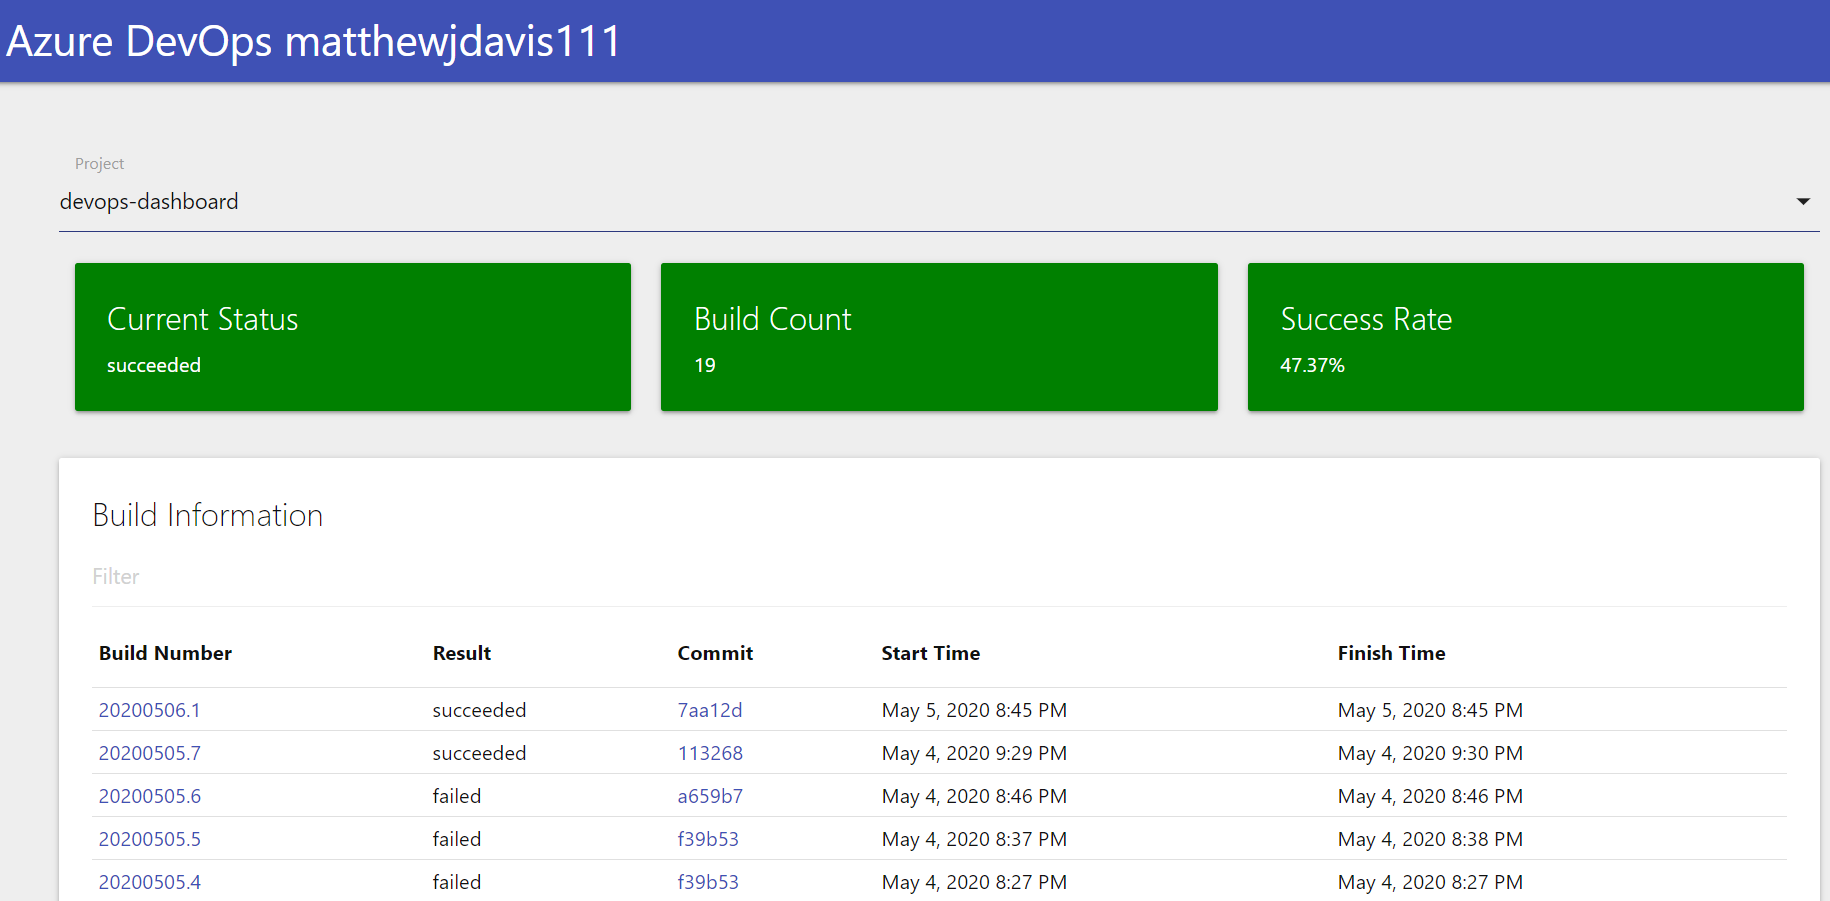 Azure DevOps matthewjdavis111
Project
devops-dashboard
Current Status
succeeded
Build Count
19
Success Rate
47.37%
Build Information
Filter
Build Number Result Commit Start Time Finish Time
20200506.1 succeeded 7aa12d May 5, 2020 8:45 PM May 5, 2020 8:45 PM
20200505.7 succeeded 113268 May 4, 2020 9:29 PM May 4, 2020 9:30 PM
20200505.6 failed a659b7 May 4, 2020 8:46 PM May 4, 2020 8:46 PM
20200505.5 failed f39b53 May 4, 2020 8:37 PM May 4, 2020 8:38 PM
20200505.4 failed f39b53 May 4, 2020 8:27 PM May 4, 2020 8:27 PM